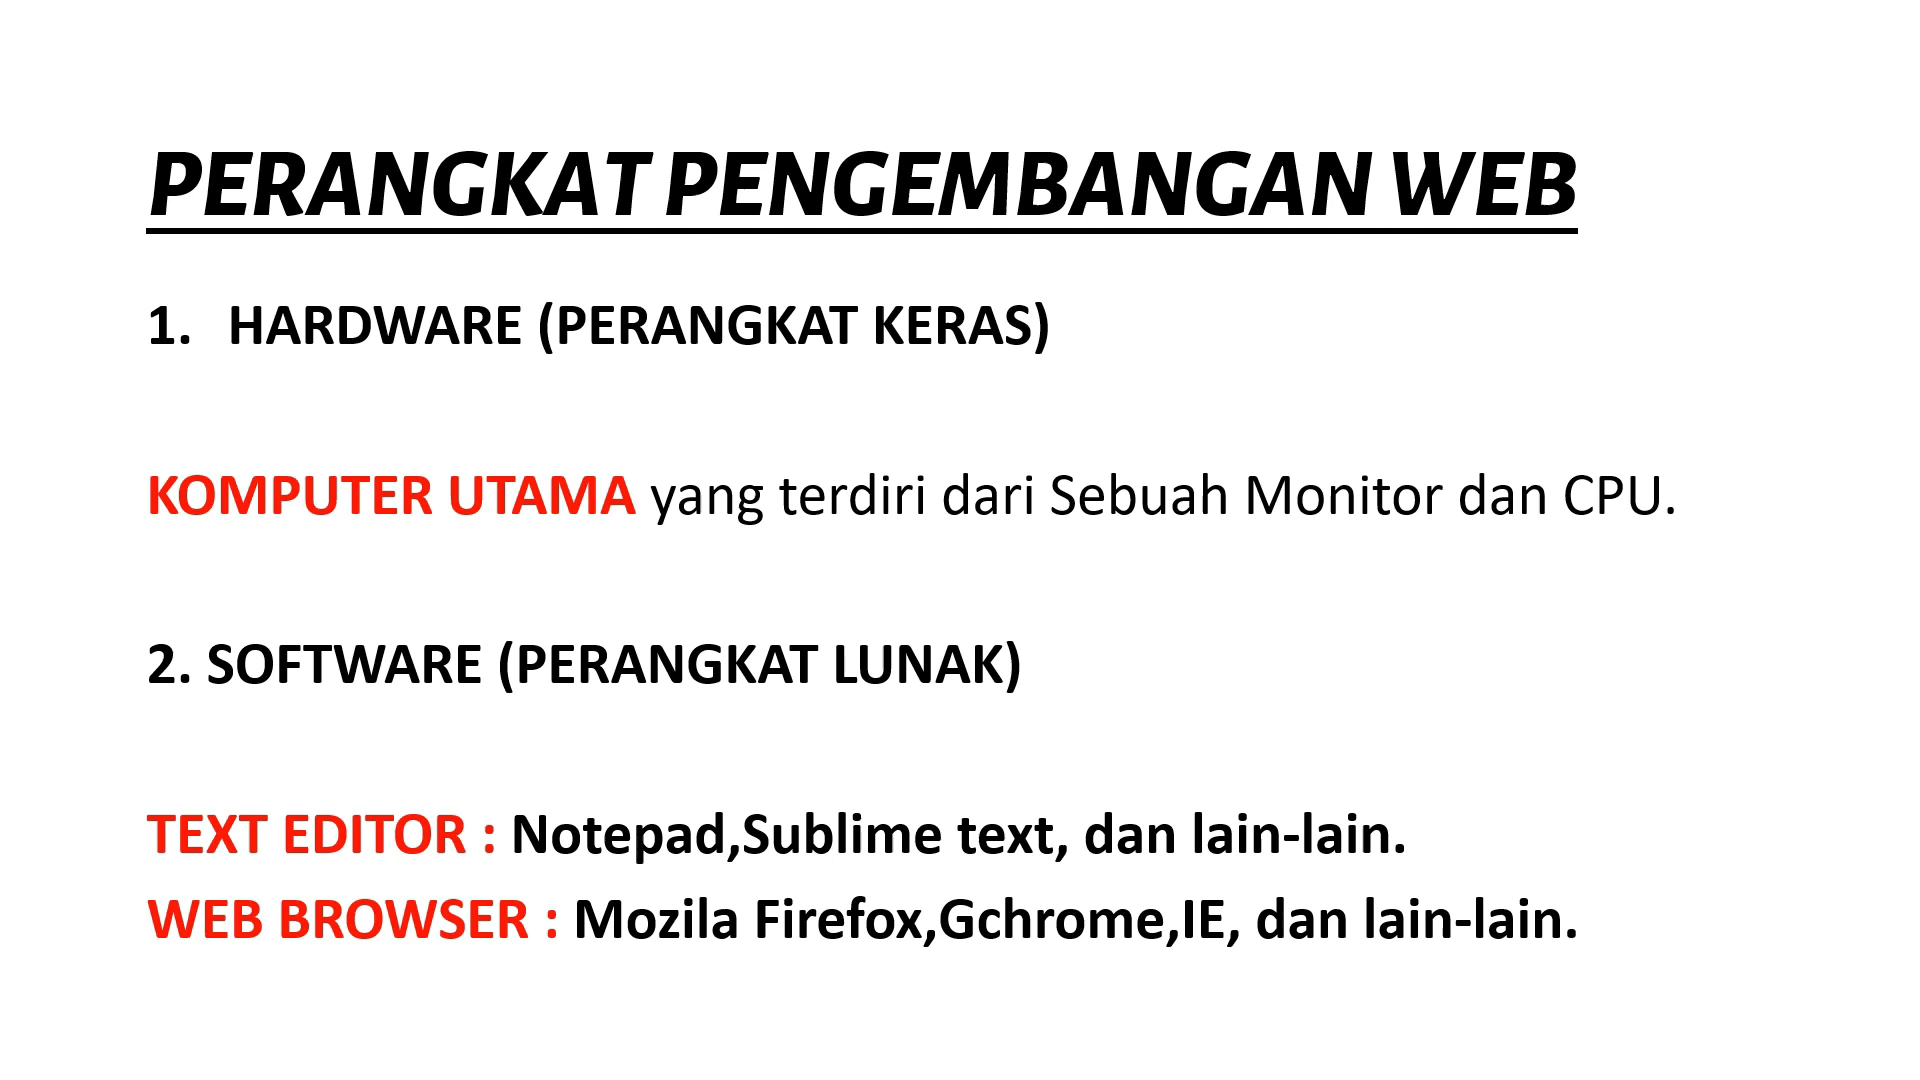 PERANGKAT PENGEMBANGAN WEB
1. HARDWARE (PERANGKAT KERAS)
KOMPUTER UTAMA yang terdiri dari Sebuah Monitor dan CPU.
2. SOFTWARE (PERANGKAT LUNAK)
TEXT EDITOR : Notepad,Sublime text, dan lain-lain.
WEB BROWSER : Mozila Firefox,Gchrome,IE, dan lain-lain.